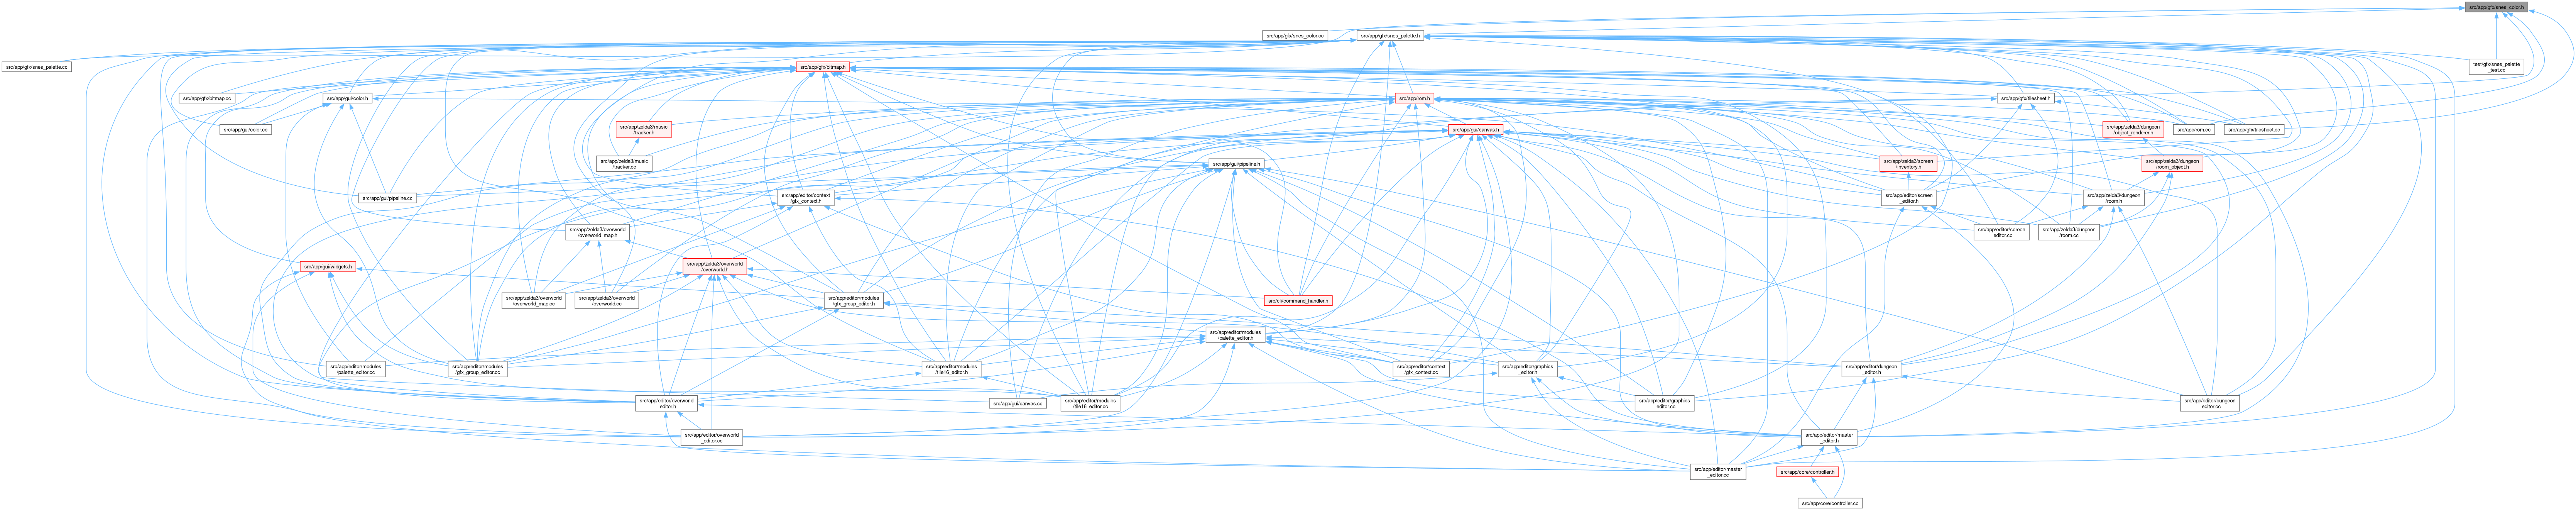 src/app/gfx/snes_color.h
src/app/gfx/snes_color.cc
src/app/gfx/snes_palette.h
src/app/gfx/snes_palette.cc
src/app/gfx/bitmap.h
test/gfx/snes_palette
_test.cc
src/app/gfx/bitmap.cc
src/app/gui/color.h
src/app/rom.h
src/app/gfx/tilesheet.h
src/app/gui/color.cc
src/app/zelda3/music
/tracker.h
src/app/gui/canvas.h
src/app/zelda3/dungeon
/object_renderer.h
src/app/rom.cc
src/app/gfx/tilesheet.cc
src/app/zelda3/music
/tracker.cc
src/app/gui/pipeline.h
src/app/zelda3/screen
/inventory.h
src/app/zelda3/dungeon
/room_object.h
src/app/gui/pipeline.cc
src/app/editor/context
/gfx_context.h
src/app/editor/screen
_editor.h
src/app/zelda3/dungeon
/room.h
src/app/zelda3/overworld
/overworld_map.h
src/app/editor/screen
_editor.cc
src/app/zelda3/dungeon
/room.cc
src/app/gui/widgets.h
src/app/zelda3/overworld
/overworld.h
src/app/zelda3/overworld
/overworld_map.cc
src/app/zelda3/overworld
/overworld.cc
src/app/editor/modules
/gfx_group_editor.h
src/cli/command_handler.h
src/app/editor/modules
/palette_editor.h
src/app/editor/modules
/palette_editor.cc
src/app/editor/modules
/gfx_group_editor.cc
src/app/editor/modules
/tile16_editor.h
src/app/editor/context
/gfx_context.cc
src/app/editor/graphics
_editor.h
src/app/editor/dungeon
_editor.h
src/app/editor/overworld
_editor.h
src/app/gui/canvas.cc
src/app/editor/modules
/tile16_editor.cc
src/app/editor/graphics
_editor.cc
src/app/editor/dungeon
_editor.cc
src/app/editor/overworld
_editor.cc
src/app/editor/master
_editor.h
src/app/editor/master
_editor.cc
src/app/core/controller.h
src/app/core/controller.cc